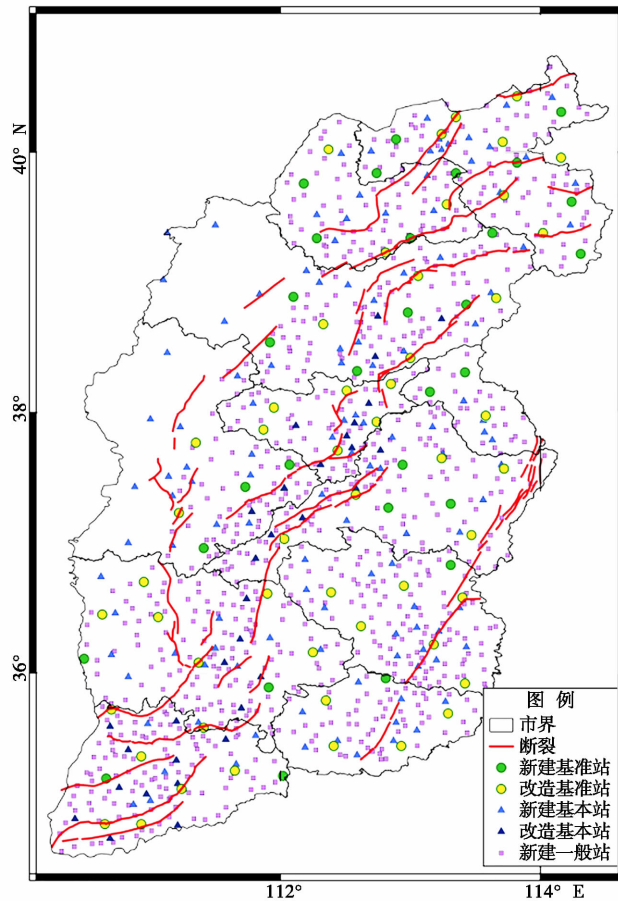 40° N
38°
36°
112°
114° E
图 例
市界
断裂
新建基准站
改造基准站
新建基本站
改造基本站
新建一般站